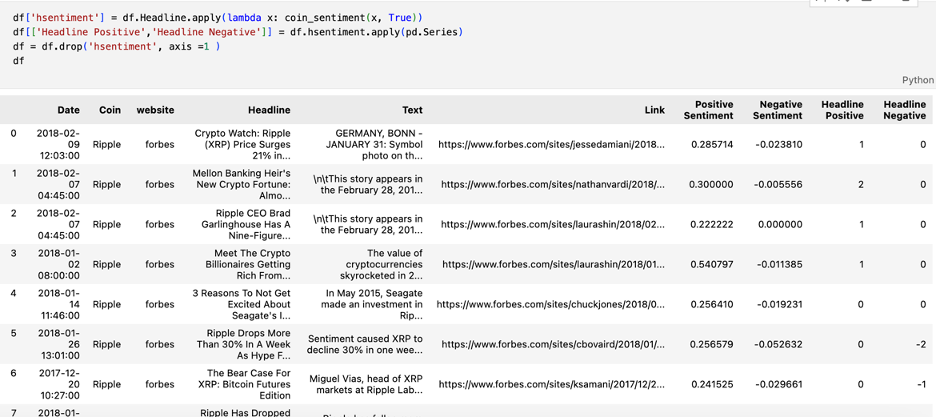 df['hsentiment'] = df.Headline.apply(lambda x: coin_sentiment(x, True))
df[['Headline Positive','Headline Negative']] = df.hsentiment.apply(pd.Series)
df = df.drop('hsentiment', axis =1 )
df
Python
Date Coin website Headline Text Link Positive Sentiment Negative Sentiment Headline Positive Headline Negative
0 2018-02-09 12:03:00 Ripple forbes Crypto Watch: Ripple (XRP) Price Surges 21% in... GERMANY, BONN - JANUARY 31: Symbol photo on th... https://www.forbes.com/sites/jessedamiani/2018... 0.285714 -0.023810 1 0
1 2018-02-07 04:45:00 Ripple forbes Mellon Banking Heir's New Crypto Fortune: Almo... \n\tThis story appears in the February 28, 201... https://www.forbes.com/sites/nathanvardi/2018/... 0.300000 -0.005556 2 0
2 2018-02-07 04:45:00 Ripple forbes Ripple CEO Brad Garlinghouse Has A Nine-Figure... \n\tThis story appears in the February 28, 201... https://www.forbes.com/sites/laurashin/2018/02... 0.222222 0.000000 1 0
3 2018-01-02 08:00:00 Ripple forbes Meet The Crypto Billionaires Getting Rich From... The value of cryptocurrencies skyrocketed in 2... https://www.forbes.com/sites/laurashin/2018/01... 0.540797 -0.011385 1 0
4 2018-01-14 11:46:00 Ripple forbes 3 Reasons To Not Get Excited About Seagate's I... In May 2015, Seagate made an investment in Rip... https://www.forbes.com/sites/chuckjones/2018/0... 0.256410 -0.019231 0 0
5 2018-01-26 13:01:00 Ripple forbes Ripple Drops More Than 30% In A Week As Hype F... Sentiment caused XRP to decline 30% in one wee... https://www.forbes.com/sites/cbovaird/2018/01/... 0.256579 -0.052632 0 -2
6 2017-12-20 10:27:00 Ripple forbes The Bear Case For XRP: Bitcoin Futures Edition Miguel Vias, head of XRP markets at Ripple Lab... https://www.forbes.com/sites/ksamani/2017/12/2... 0.241525 -0.029661 0 -1
7 2018-01- Ripple Has Dropped